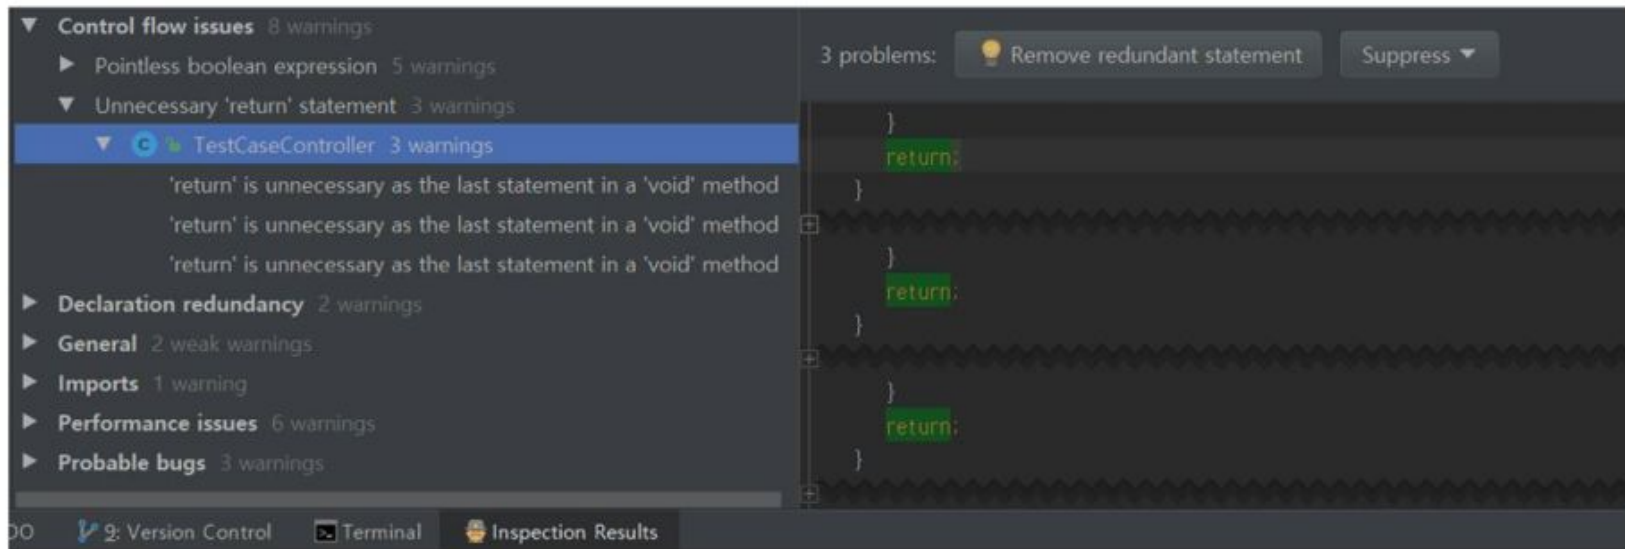 Control flow issues 8 warnings
Pointless boolean expression 5 warnings
Unnecessary 'return' statement 3 warnings
TestCaseController 3 warnings
'return' is unnecessary as the last statement in a 'void' method
'return' is unnecessary as the last statement in a 'void' method
'return' is unnecessary as the last statement in a 'void' method
Declaration redundancy 2 warnings
General 2 weak warnings
Imports 1 warning
Performance issues 6 warnings
Probable bugs 3 warnings
3 problems: Remove redundant statement Suppress
}
return;
}
}
return;
}
}
return;
}
9: Version Control Terminal Inspection Results